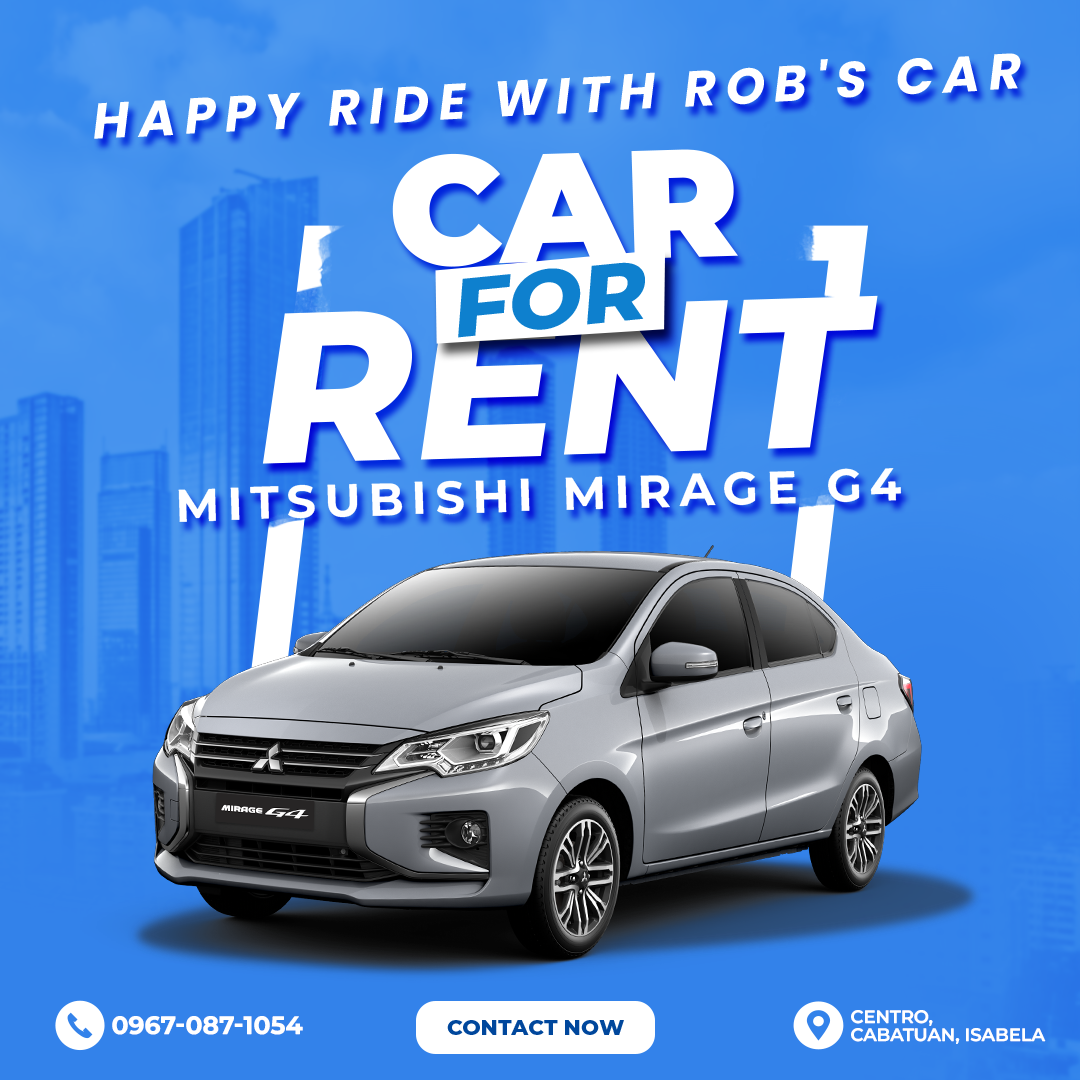 HAPPY RIDE WITH ROB'S CAR
CAR
FOR
RENT
MITSUBISHI MIRAGE G4
MIRAGE G4
0967-087-1054
CONTACT NOW
CENTRO,
CABATUAN, ISABELA